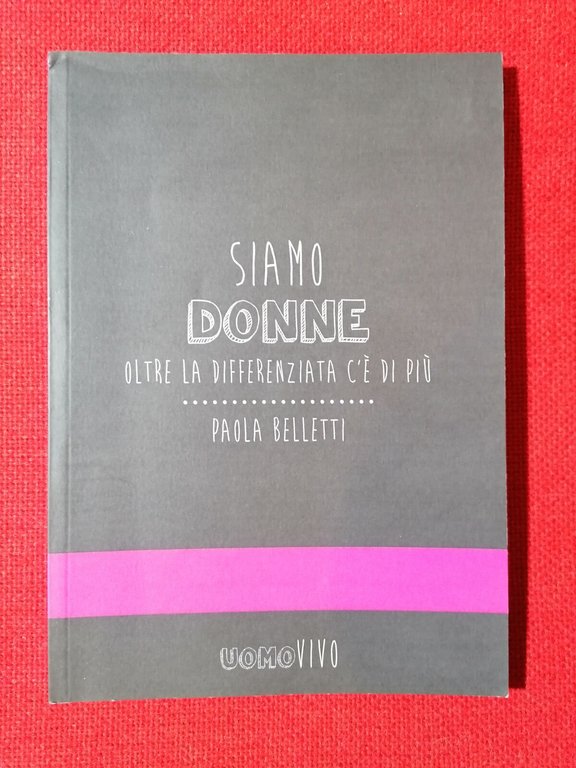 SIAMO
DONNE
OLTRE LA DIFFERENZIATA C'È DI PIÙ
PAOLA BELLETTI
UOMOVIVO